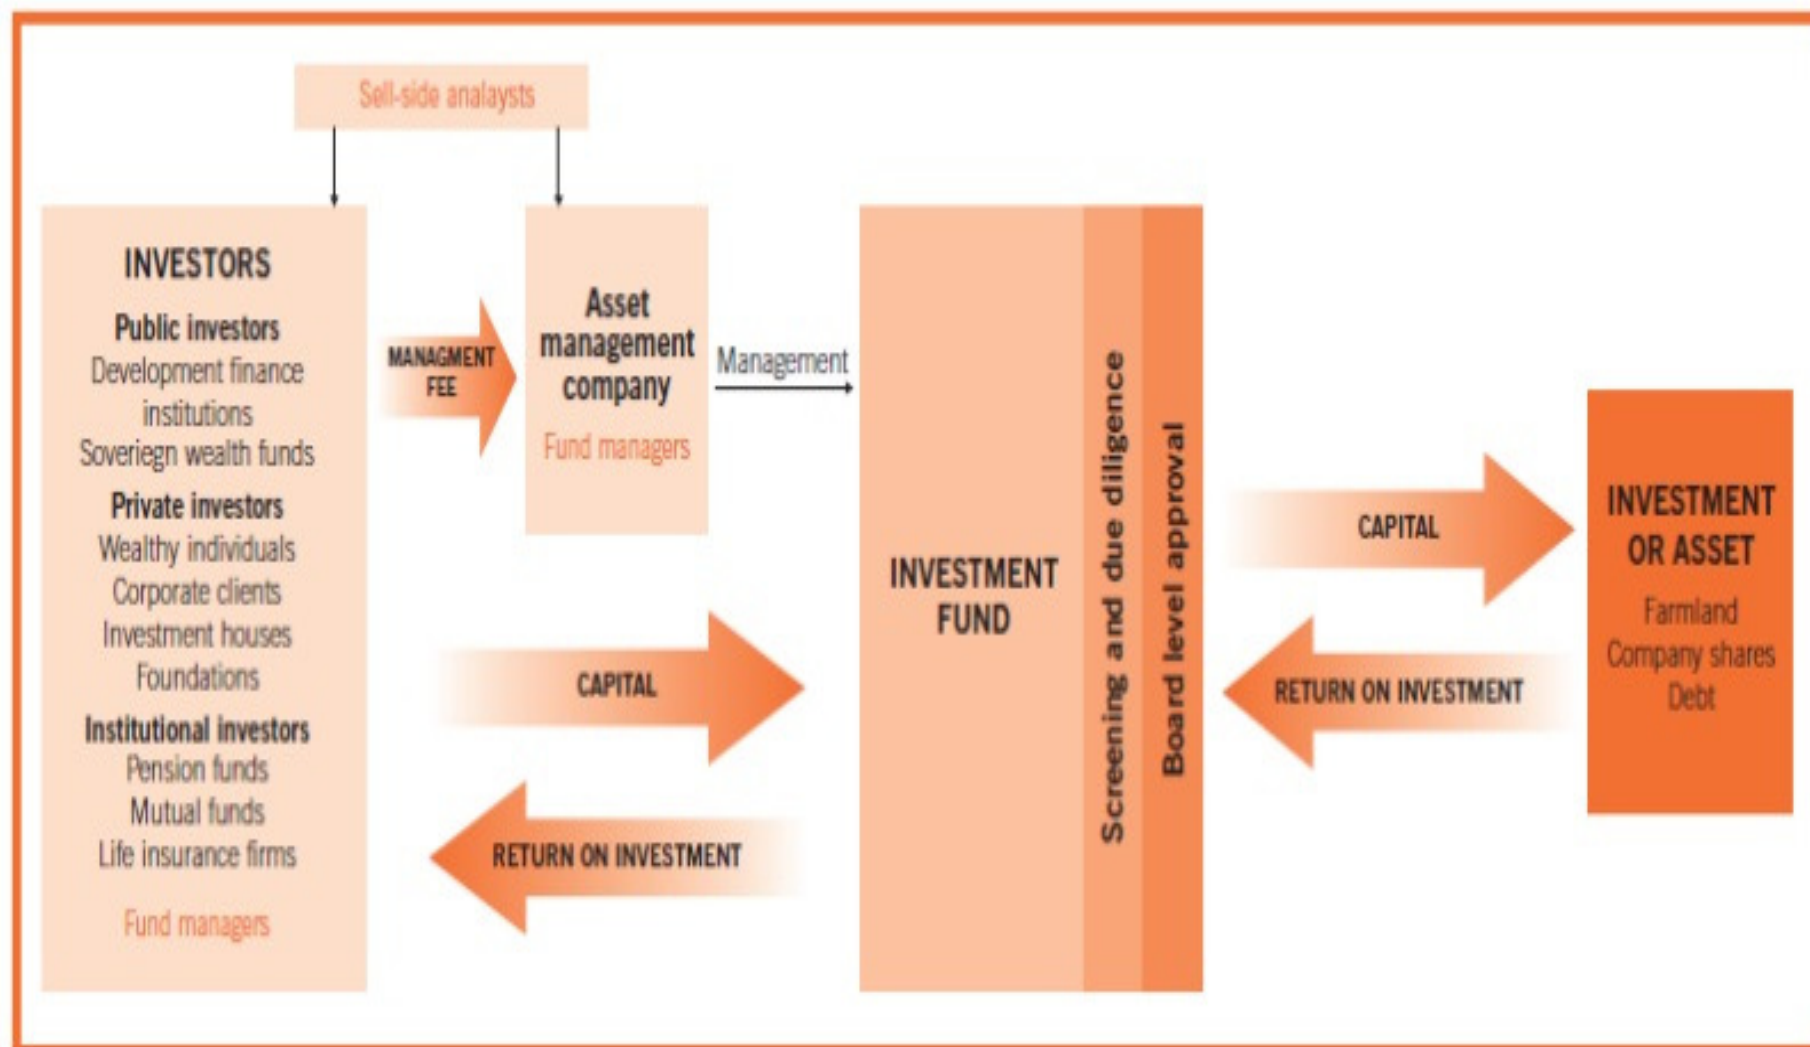 Sell-side analaysts
INVESTORS
Public investors
Development finance
institutions
Soveriegn wealth funds
Private investors
Wealthy individuals
Corporate clients
Investment houses
Foundations
Institutional investors
Pension funds
Mutual funds
Life insurance firms
Fund managers
MANAGMENT
FEE
Asset
management
company
Fund managers
Management
CAPITAL
RETURN ON INVESTMENT
INVESTMENT
FUND
Screening and due diligence
Board level approval
CAPITAL
RETURN ON INVESTMENT
INVESTMENT
OR ASSET
Farmland
Company shares
Debt